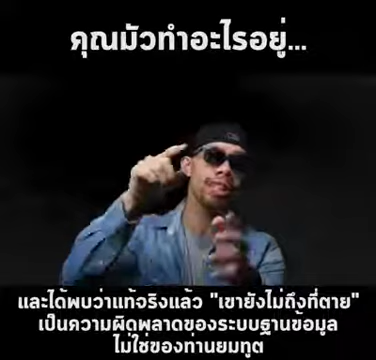 คุณมัวทำอะไรอยู่...
และได้พบว่าแท้จริงแล้ว "เขายังไม่ถึงที่ตาย"
เป็นความผิดพลาดของระบบฐานข้อมูล
ไม่ใช่ของท่านยมทูต